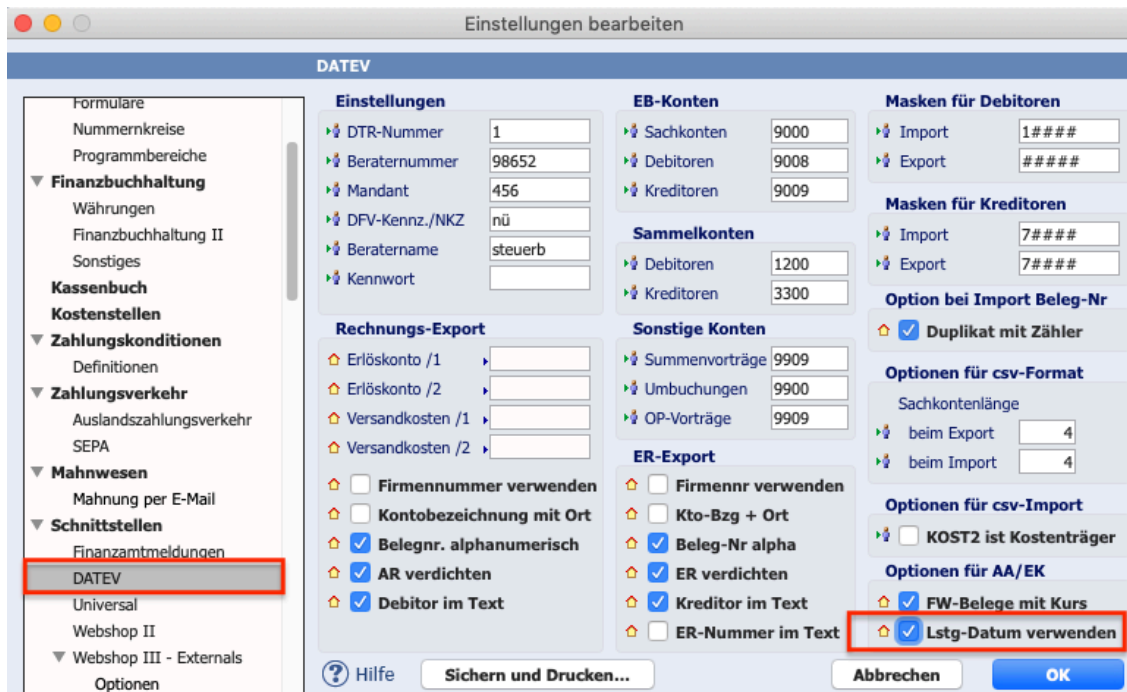 Einstellungen bearbeiten
DATEV
Formulare
Nummernkreise
Programmbereiche
Finanzbuchhaltung
Währungen
Finanzbuchhaltung II
Sonstiges
Kassenbuch
Kostenstellen
Zahlungskonditionen
Definitionen
Zahlungsverkehr
Auslandszahlungsverkehr
SEPA
Mahnwesen
Mahnung per E-Mail
Schnittstellen
Finanzamtmeldungen
DATEV
Universal
Webshop II
Webshop III - Externals
Optionen
Einstellungen
DTR-Nummer 1
Beraternummer 98652
Mandant 456
DFV-Kennz./NKZ nü
Beratername steuerb
Kennwort
Rechnungs-Export
Erlöskonto /1
Erlöskonto /2
Versandkosten /1
Versandkosten /2
Firmennummer verwenden
Kontobezeichnung mit Ort
Belegnr. alphanumerisch
AR verdichten
Debitor im Text
EB-Konten
Sachkonten 9000
Debitoren 9008
Kreditoren 9009
Sammelkonten
Debitoren 1200
Kreditoren 3300
Sonstige Konten
Summenvorträge 9909
Umbuchungen 9900
OP-Vorträge 9909
ER-Export
Firmennr verwenden
Kto-Bzg + Ort
Beleg-Nr alpha
ER verdichten
Kreditor im Text
ER-Nummer im Text
Masken für Debitoren
Import 1####
Export #####
Masken für Kreditoren
Import 7####
Export 7####
Option bei Import Beleg-Nr
Duplikat mit Zähler
Optionen für csv-Format
Sachkontenlänge
beim Export 4
beim Import 4
Optionen für csv-Import
KOST2 ist Kostenträger
Optionen für AA/EK
FW-Belege mit Kurs
Lstg-Datum verwenden
? Hilfe
Sichern und Drucken...
Abbrechen
OK